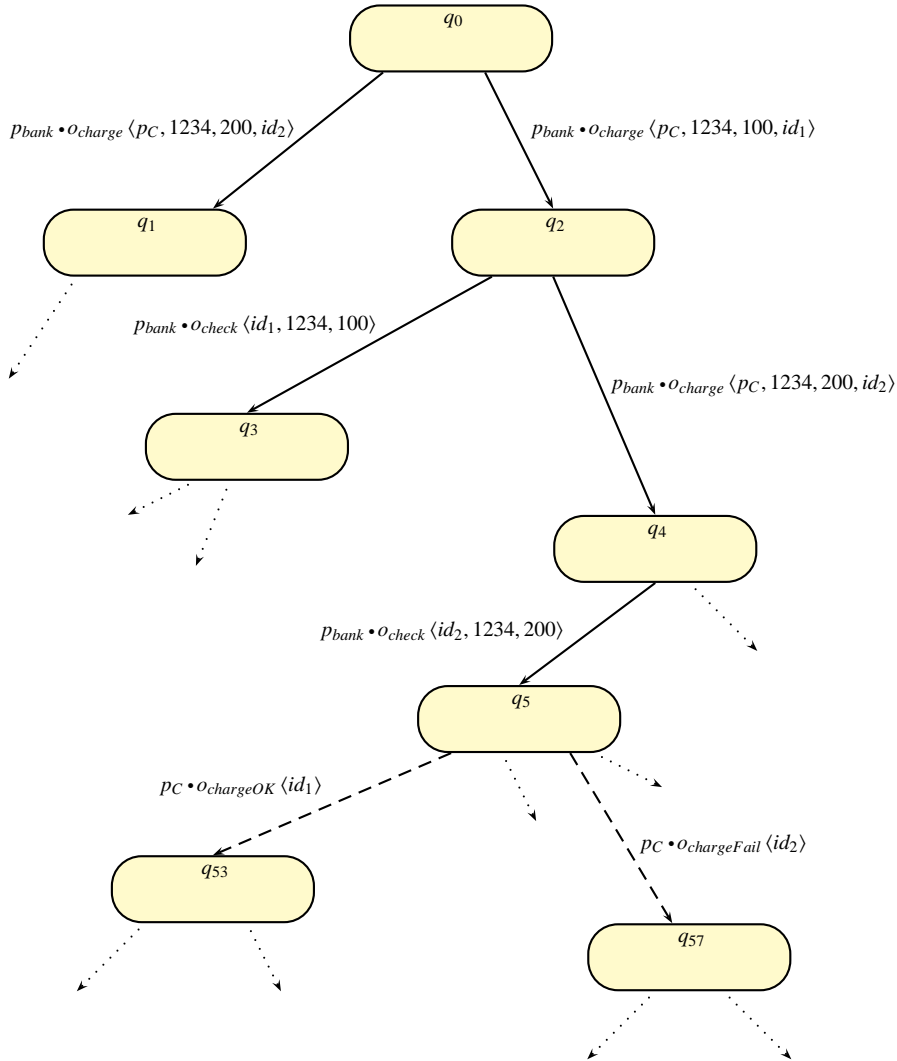 q0
p_bank • o_charge ⟨p_C, 1234, 200, id_2⟩
p_bank • o_charge ⟨p_C, 1234, 100, id_1⟩
q1
q2
p_bank • o_check ⟨id_1, 1234, 100⟩
p_bank • o_charge ⟨p_C, 1234, 200, id_2⟩
q3
q4
p_bank • o_check ⟨id_2, 1234, 200⟩
q5
p_C • o_chargeOK ⟨id_1⟩
p_C • o_chargeFail ⟨id_2⟩
q53
q57